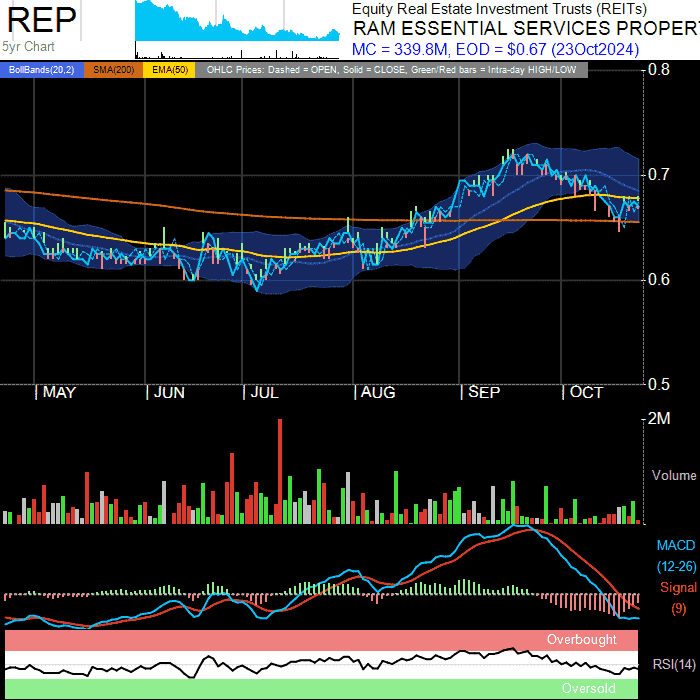 REP
5yr Chart
Equity Real Estate Investment Trusts (REITs)
RAM ESSENTIAL SERVICES PROPER
MC = 339.8M, EOD = $0.67 (23Oct2024)
BollBands(20,2) SMA(200) EMA(50) OHLC Prices: Dashed = OPEN, Solid = CLOSE, Green/Red bars = Intra-day HIGH/LOW
0.8
0.7
0.6
0.5
MAY JUN JUL AUG SEP OCT
2M
Volume
MACD
(12-26)
Signal
(9)
Overbought
RSI(14)
Oversold